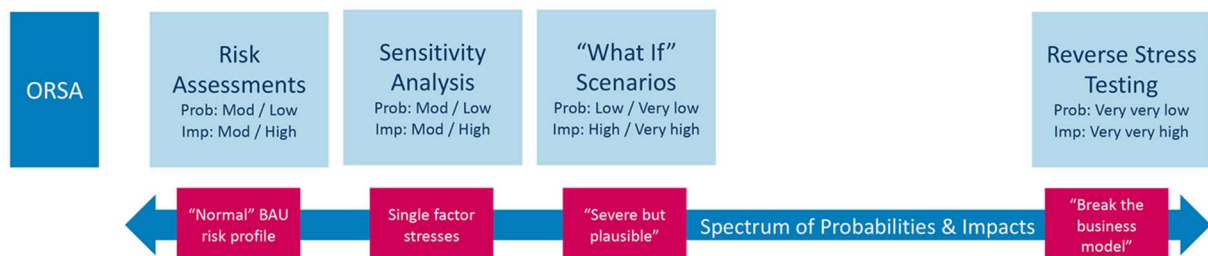 ORSA
Risk
Assessments
Prob: Mod / Low
Imp: Mod / High
Sensitivity
Analysis
Prob: Mod / Low
Imp: Mod / High
“What If”
Scenarios
Prob: Low / Very low
Imp: High / Very high
Reverse Stress
Testing
Prob: Very very low
Imp: Very very high
“Normal” BAU
risk profile
Single factor
stresses
“Severe but
plausible”
Spectrum of Probabilities & Impacts
“Break the
business
model”